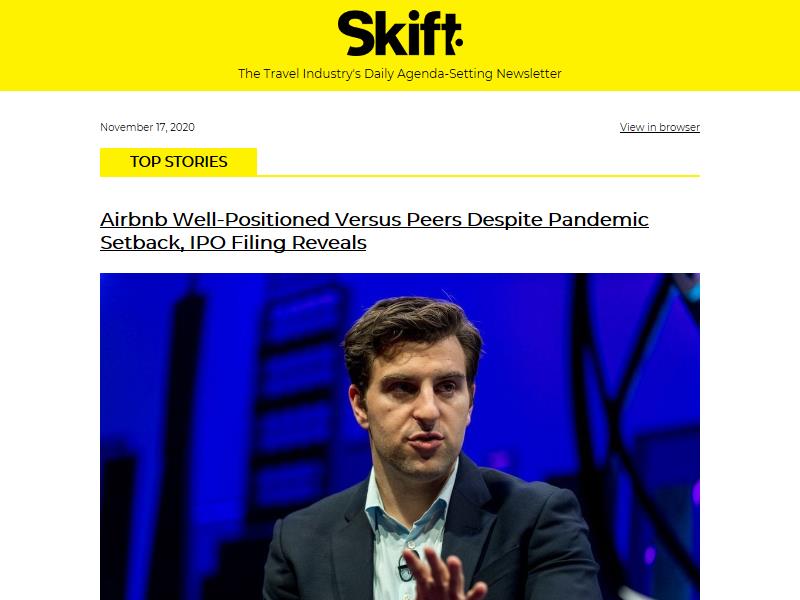 Skift
The Travel Industry's Daily Agenda-Setting Newsletter
November 17, 2020
View in browser
TOP STORIES
Airbnb Well-Positioned Versus Peers Despite Pandemic
Setback, IPO Filing Reveals